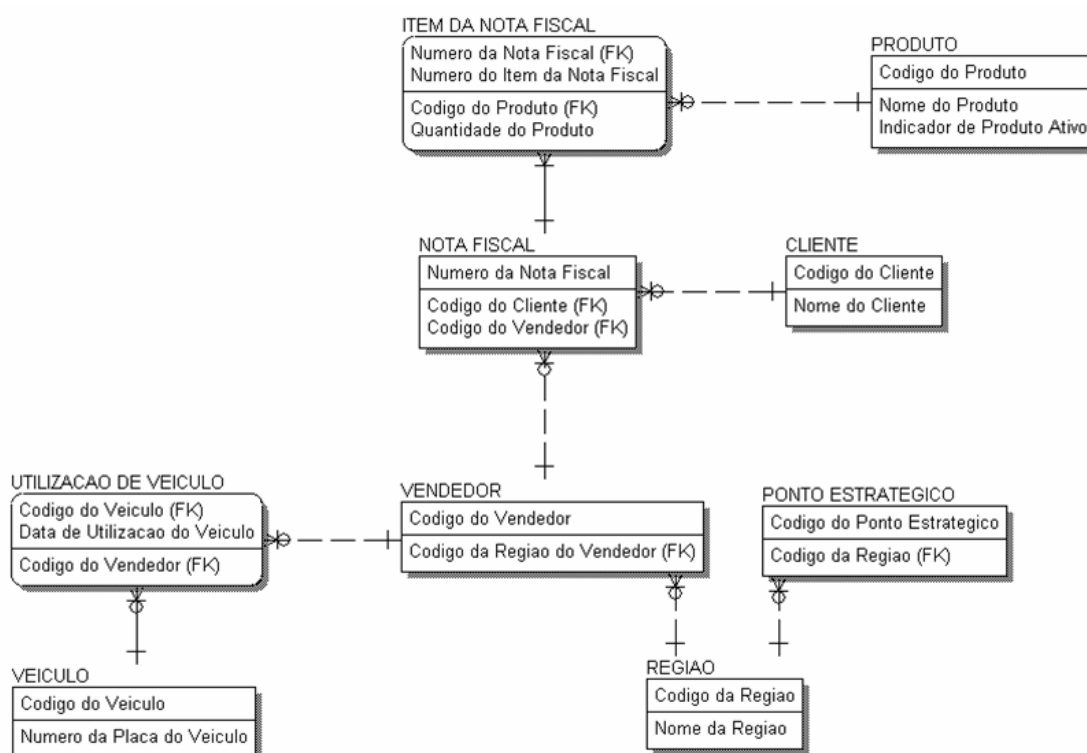 ITEM DA NOTA FISCAL
Numero da Nota Fiscal (FK)
Numero do Item da Nota Fiscal
Codigo do Produto (FK)
Quantidade do Produto
PRODUTO
Codigo do Produto
Nome do Produto
Indicador de Produto Ativo
NOTA FISCAL
Numero da Nota Fiscal
Codigo do Cliente (FK)
Codigo do Vendedor (FK)
CLIENTE
Codigo do Cliente
Nome do Cliente
UTILIZACAO DE VEICULO
Codigo do Veiculo (FK)
Data de Utilizacao do Veiculo
Codigo do Vendedor (FK)
VENDEDOR
Codigo do Vendedor
Codigo da Regiao do Vendedor (FK)
PONTO ESTRATEGICO
Codigo do Ponto Estrategico
Codigo da Regiao (FK)
VEICULO
Codigo do Veiculo
Numero da Placa do Veiculo
REGIAO
Codigo da Regiao
Nome da Regiao